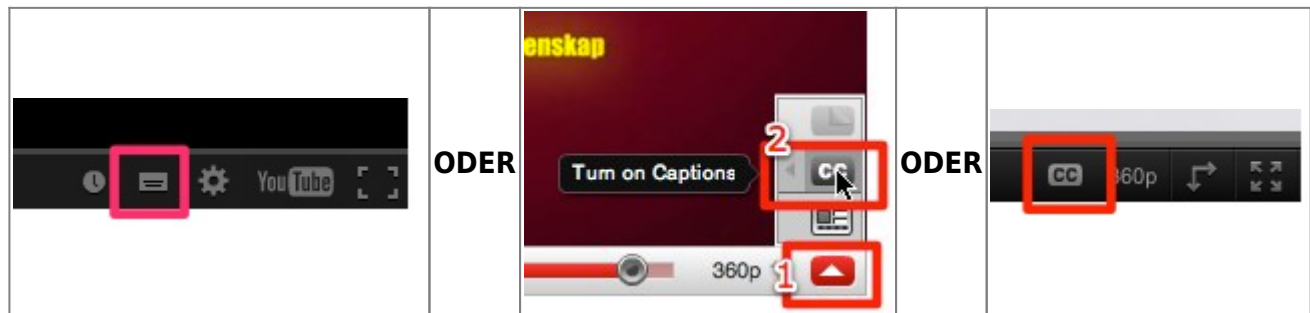 enskap
2
ODER
Turn on Captions
CC
ODER
CC
360p
YouTube
360p
1